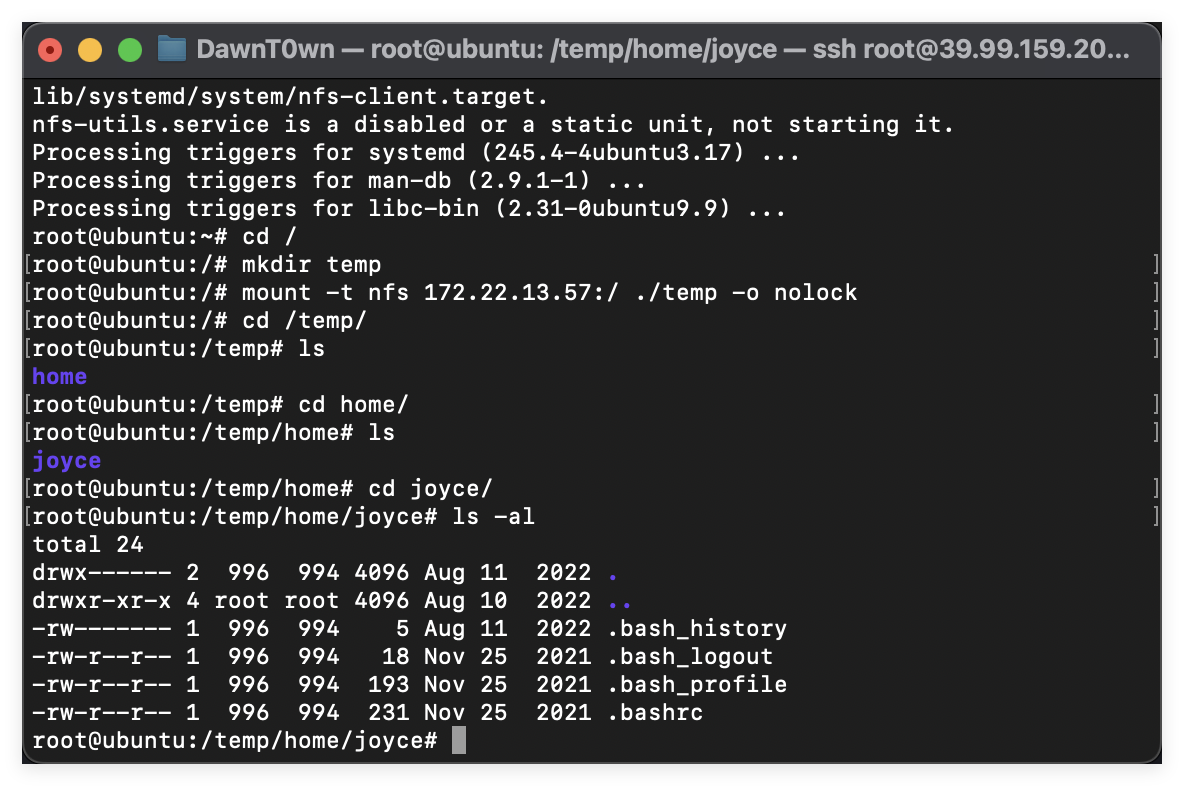 DawnT0wn — root@ubuntu: /temp/home/joyce — ssh root@39.99.159.20...
lib/systemd/system/nfs-client.target.
nfs-utils.service is a disabled or a static unit, not starting it.
Processing triggers for systemd (245.4-4ubuntu3.17) ...
Processing triggers for man-db (2.9.1-1) ...
Processing triggers for libc-bin (2.31-0ubuntu9.9) ...
root@ubuntu:~# cd /
[root@ubuntu:/# mkdir temp ]
[root@ubuntu:/# mount -t nfs 172.22.13.57:/ ./temp -o nolock ]
[root@ubuntu:/# cd /temp/ ]
[root@ubuntu:/temp# ls ]
home
[root@ubuntu:/temp# cd home/ ]
[root@ubuntu:/temp/home# ls ]
joyce
[root@ubuntu:/temp/home# cd joyce/ ]
[root@ubuntu:/temp/home/joyce# ls -al ]
total 24
drwx------ 2  996  994 4096 Aug 11  2022 .
drwxr-xr-x 4 root root 4096 Aug 10  2022 ..
-rw------- 1  996  994    5 Aug 11  2022 .bash_history
-rw-r--r-- 1  996  994   18 Nov 25  2021 .bash_logout
-rw-r--r-- 1  996  994  193 Nov 25  2021 .bash_profile
-rw-r--r-- 1  996  994  231 Nov 25  2021 .bashrc
root@ubuntu:/temp/home/joyce#